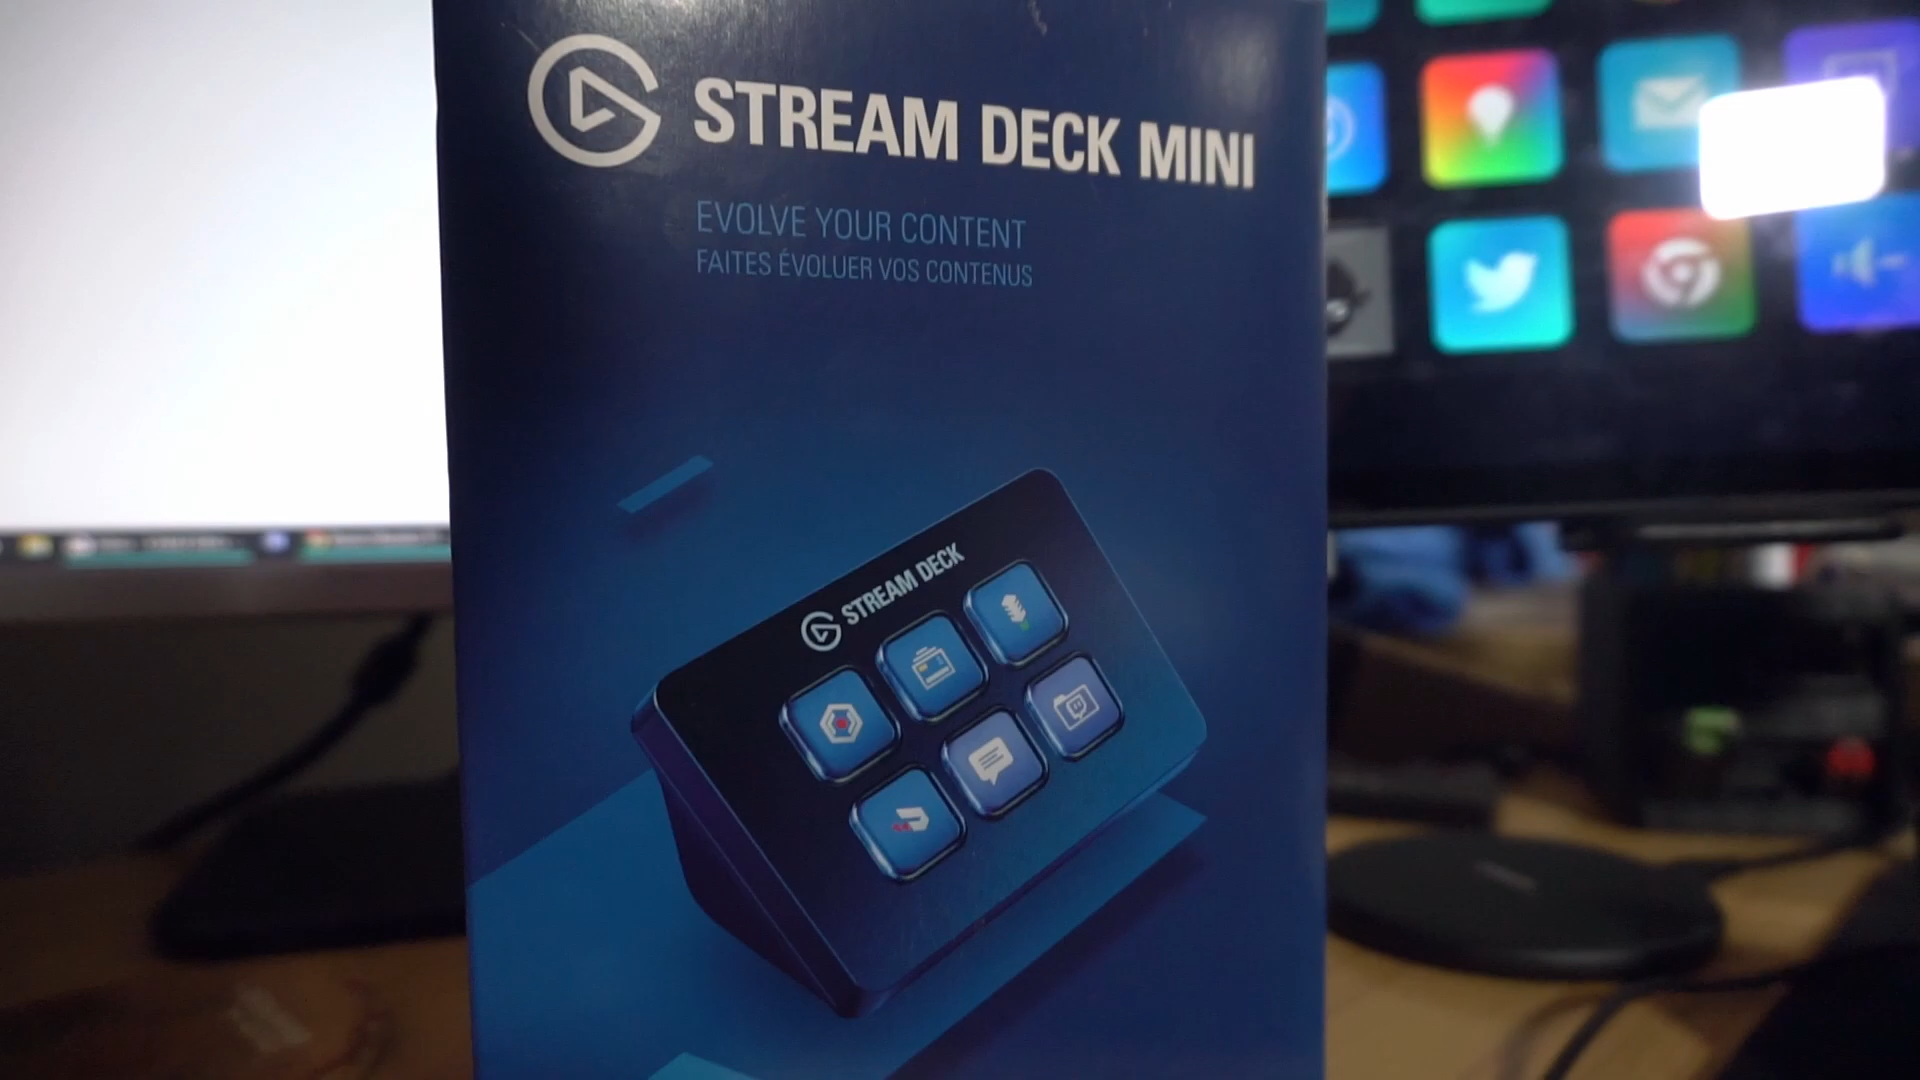 STREAM DECK MINI
EVOLVE YOUR CONTENT
FAITES ÉVOLUER VOS CONTENUS
STREAM DECK